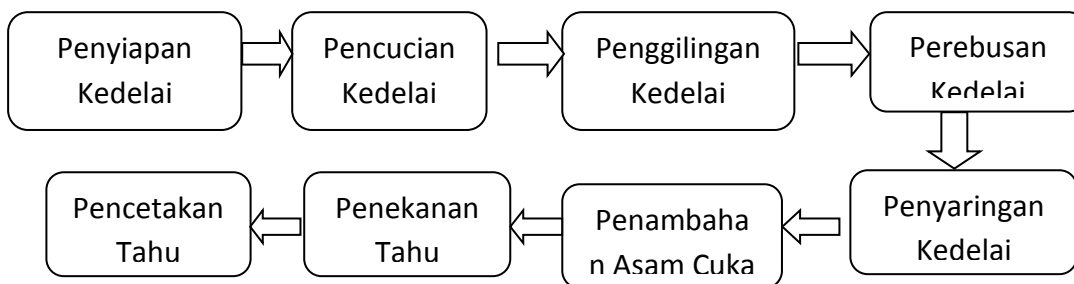 Penyiapan
Kedelai
Pencucian
Kedelai
Penggilingan
Kedelai
Perebusan
Kedelai
Penyaringan
Kedelai
Penambaha
n Asam Cuka
Penekanan
Tahu
Pencetakan
Tahu